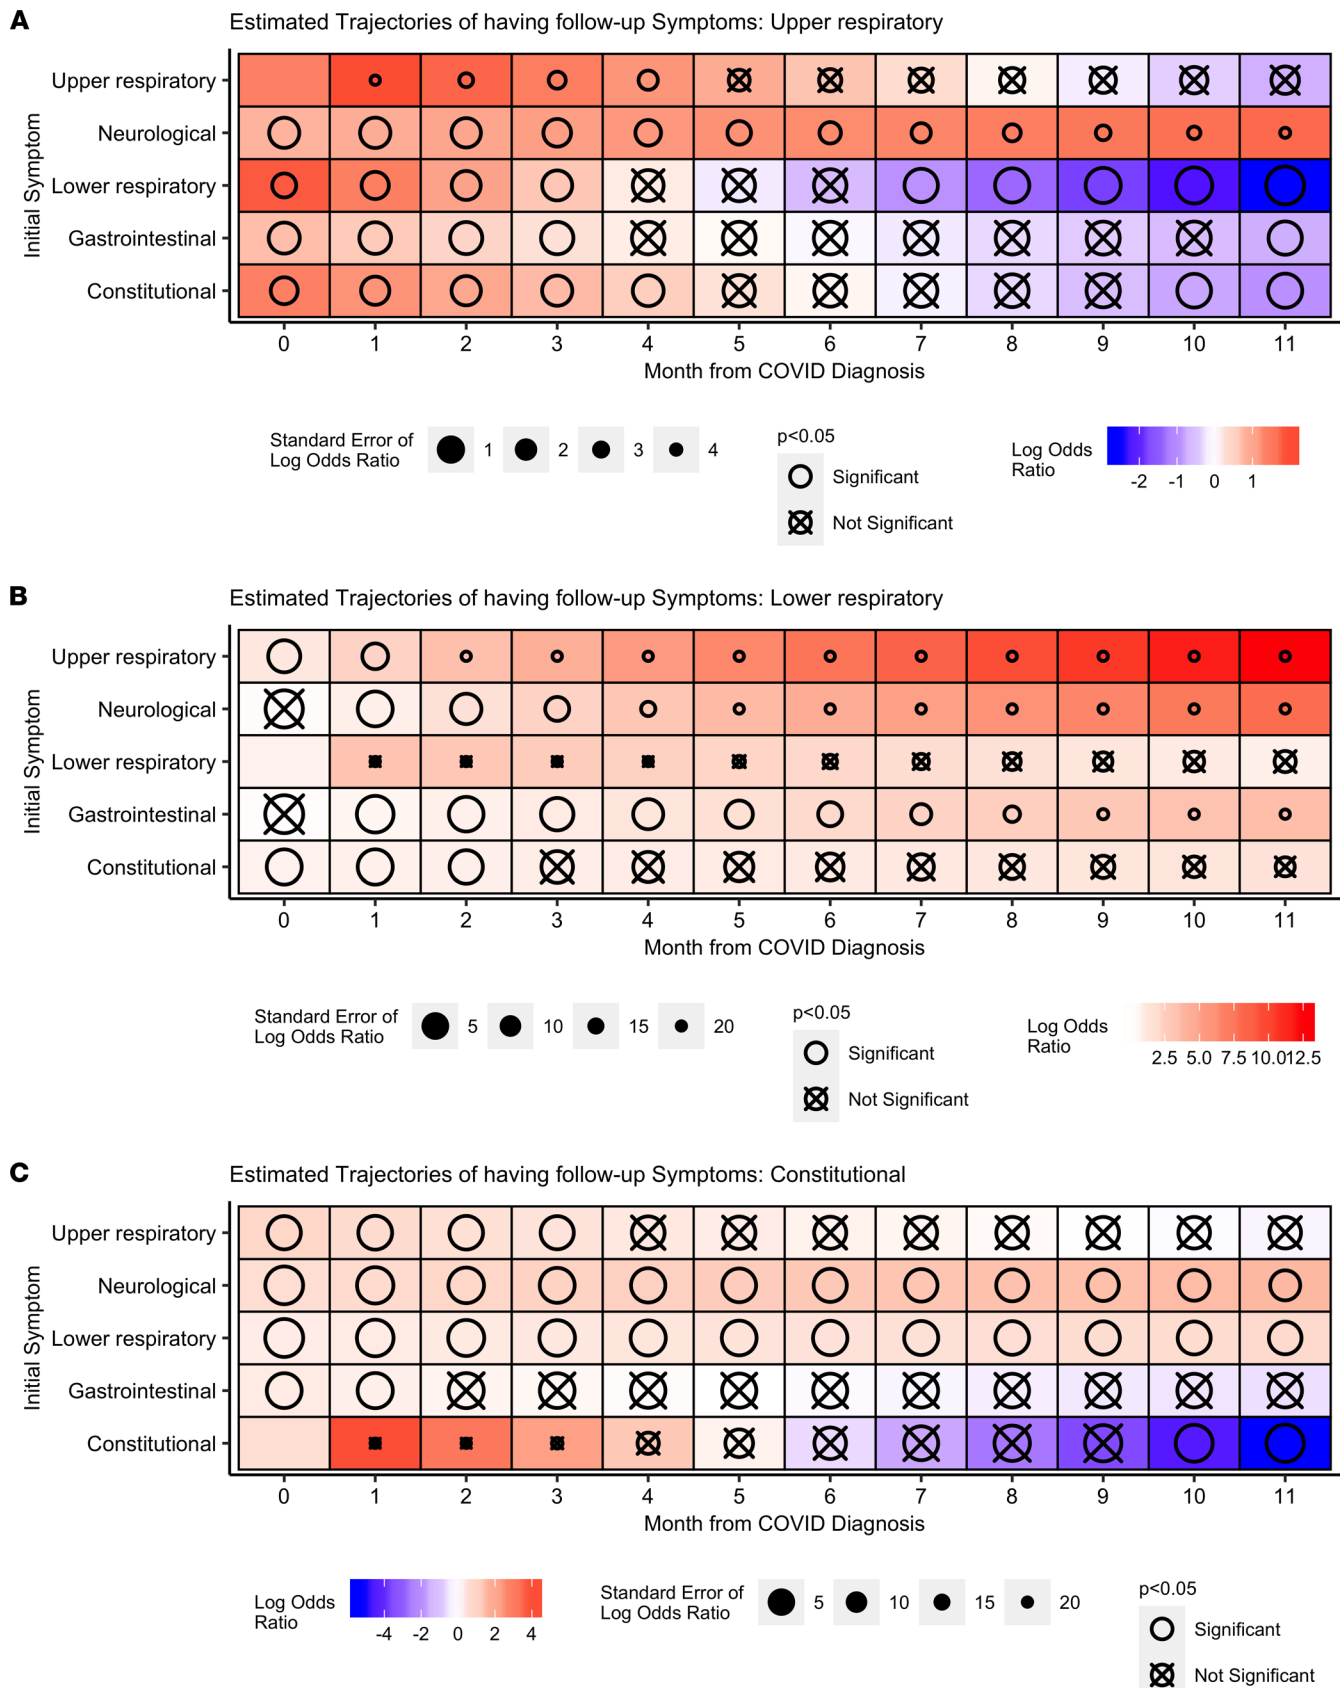 A
Estimated Trajectories of having follow-up Symptoms: Upper respiratory
Initial Symptom
Upper respiratory
Neurological
Lower respiratory
Gastrointestinal
Constitutional
0 1 2 3 4 5 6 7 8 9 10 11
Month from COVID Diagnosis
Standard Error of
Log Odds Ratio
1 2 3 4
p<0.05
Significant
Not Significant
Log Odds
Ratio
-2 -1 0 1
B
Estimated Trajectories of having follow-up Symptoms: Lower respiratory
Initial Symptom
Upper respiratory
Neurological
Lower respiratory
Gastrointestinal
Constitutional
0 1 2 3 4 5 6 7 8 9 10 11
Month from COVID Diagnosis
Standard Error of
Log Odds Ratio
5 10 15 20
p<0.05
Significant
Not Significant
Log Odds
Ratio
2.5 5.0 7.5 10.0 12.5
C
Estimated Trajectories of having follow-up Symptoms: Constitutional
Initial Symptom
Upper respiratory
Neurological
Lower respiratory
Gastrointestinal
Constitutional
0 1 2 3 4 5 6 7 8 9 10 11
Month from COVID Diagnosis
Log Odds
Ratio
-4 -2 0 2 4
Standard Error of
Log Odds Ratio
5 10 15 20
p<0.05
Significant
Not Significant